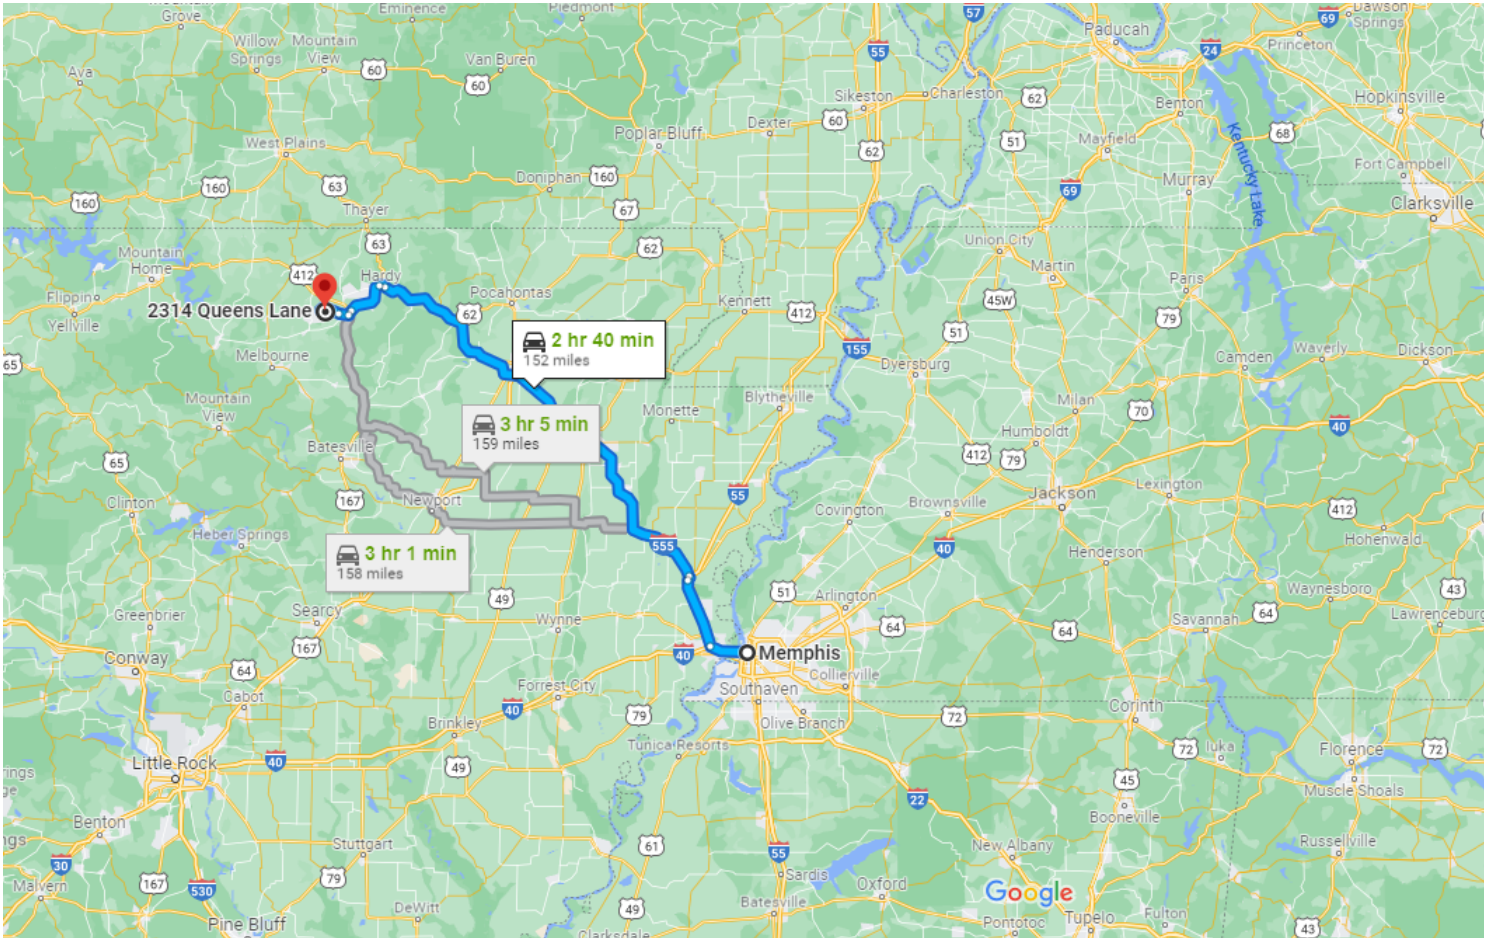 Mountain
Grove
Eminence
Piedmont
57
69
Dawson
Springs
Willow
Springs
Mountain
View
Van Buren
55
Paducah
24
Princeton
Ava
60
60
Sikeston
Charleston
62
Benton
Hopkinsville
Poplar Bluff
Dexter
60
West Plains
62
51
Mayfield
68
Kentucky Lake
Fort Campbell
160
160
63
Doniphan
160
69
Murray
Clarksville
Thayer
67
63
62
Union City
Mountain
Home
412
Hardy
Martin
Paris
Flippin
2314 Queens Lane
62
Pocahontas
Kennett
412
45W
79
Yellville
2 hr 40 min
152 miles
155
51
65
Melbourne
Dyersburg
Camden
Waverly
Dickson
Mountain
View
3 hr 5 min
159 miles
Monette
Blytheville
Milan
70
40
Batesville
Humboldt
65
412
79
Clinton
167
Newport
55
Brownsville
Jackson
Lexington
Covington
412
Heber Springs
555
40
Henderson
Hohenwald
3 hr 1 min
158 miles
49
51
Arlington
Waynesboro
43
Greenbrier
Searcy
Wynne
64
64
Savannah
64
Lawrenceburg
167
Conway
64
40
Memphis
Collierville
Cabot
Forrest City
Southaven
40
79
Olive Branch
72
Corinth
Brinkley
Tunica Resorts
72
Iuka
Florence
72
Little Rock
40
49
45
Muscle Shoals
22
Booneville
Benton
Stuttgart
61
55
New Albany
Russellville
30
Malvern
167
530
79
Sardis
Oxford
Google
DeWitt
49
Batesville
Pine Bluff
Clarksdale
Pontotoc
Tupelo
Fulton
43